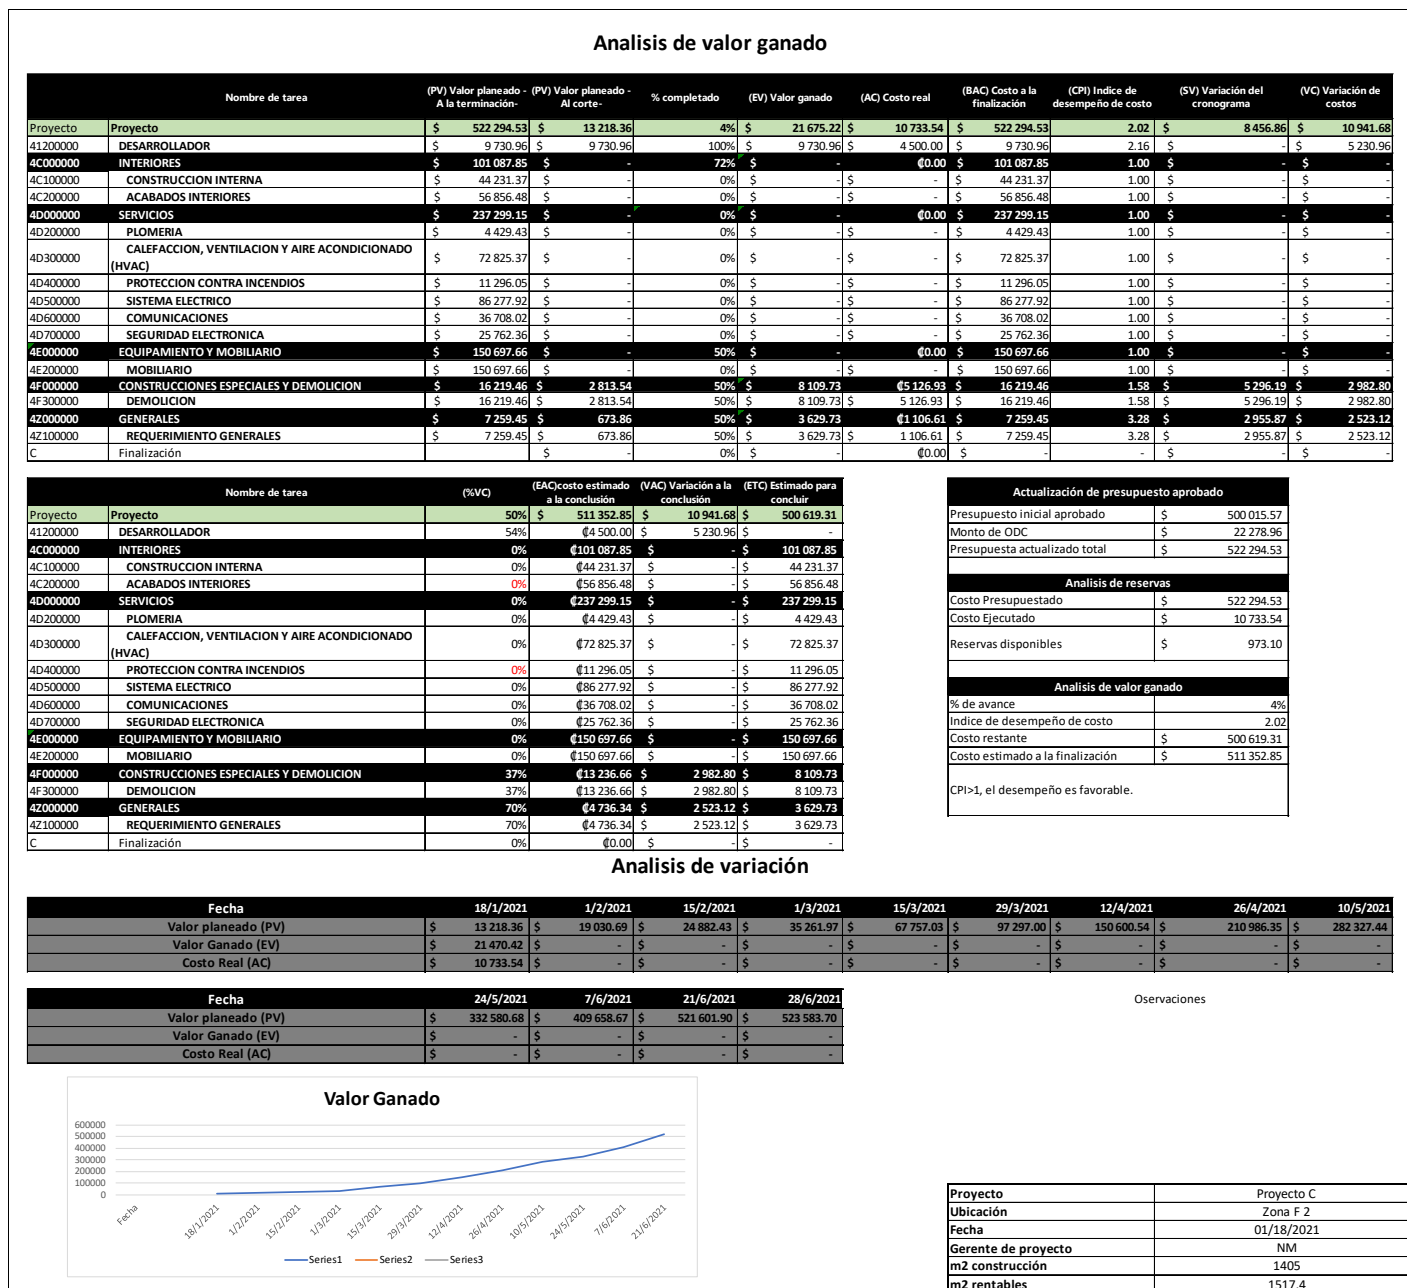 Analisis de valor ganado
Nombre de tarea (PV) Valor planeado - A la terminación- (PV) Valor planeado - Al corte- % completado (EV) Valor ganado (AC) Costo real (BAC) Costo a la finalización (CPI) Indice de desempeño de costo (SV) Variación del cronograma (VC) Variación de costos
Proyecto Proyecto $ 522 294.53 $ 13 218.36 4% $ 21 675.22 $ 10 733.54 $ 522 294.53 2.02 $ 8 456.86 $ 10 941.68
41200000 DESARROLLADOR $ 9 730.96 $ 9 730.96 100% $ 9 730.96 $ 4 500.00 $ 9 730.96 2.16 $ - $ 5 230.96
4C000000 INTERIORES $ 101 087.85 $ - 72% $ - ₡0.00 $ 101 087.85 1.00 $ - $ -
4C100000 CONSTRUCCION INTERNA $ 44 231.37 $ - 0% $ - $ - $ 44 231.37 1.00 $ - $ -
4C200000 ACABADOS INTERIORES $ 56 856.48 $ - 0% $ - $ - $ 56 856.48 1.00 $ - $ -
4D000000 SERVICIOS $ 237 299.15 $ - 0% $ - ₡0.00 $ 237 299.15 1.00 $ - $ -
4D200000 PLOMERIA $ 4 429.43 $ - 0% $ - $ - $ 4 429.43 1.00 $ - $ -
4D300000 CALEFACCION, VENTILACION Y AIRE ACONDICIONADO (HVAC) $ 72 825.37 $ - 0% $ - $ - $ 72 825.37 1.00 $ - $ -
4D400000 PROTECCION CONTRA INCENDIOS $ 11 296.05 $ - 0% $ - $ - $ 11 296.05 1.00 $ - $ -
4D500000 SISTEMA ELECTRICO $ 86 277.92 $ - 0% $ - $ - $ 86 277.92 1.00 $ - $ -
4D600000 COMUNICACIONES $ 36 708.02 $ - 0% $ - $ - $ 36 708.02 1.00 $ - $ -
4D700000 SEGURIDAD ELECTRONICA $ 25 762.36 $ - 0% $ - $ - $ 25 762.36 1.00 $ - $ -
4E000000 EQUIPAMIENTO Y MOBILIARIO $ 150 697.66 $ - 50% $ - ₡0.00 $ 150 697.66 1.00 $ - $ -
4E200000 MOBILIARIO $ 150 697.66 $ - 0% $ - $ - $ 150 697.66 1.00 $ - $ -
4F000000 CONSTRUCCIONES ESPECIALES Y DEMOLICION $ 16 219.46 $ 2 813.54 50% $ 8 109.73 ₡5 126.93 $ 16 219.46 1.58 $ 5 296.19 $ 2 982.80
4F300000 DEMOLICION $ 16 219.46 $ 2 813.54 50% $ 8 109.73 $ 5 126.93 $ 16 219.46 1.58 $ 5 296.19 $ 2 982.80
4Z000000 GENERALES $ 7 259.45 $ 673.86 50% $ 3 629.73 ₡1 106.61 $ 7 259.45 3.28 $ 2 955.87 $ 2 523.12
4Z100000 REQUERIMIENTO GENERALES $ 7 259.45 $ 673.86 50% $ 3 629.73 $ 1 106.61 $ 7 259.45 3.28 $ 2 955.87 $ 2 523.12
C Finalización $ - 0% $ - ₡0.00 $ - - $ - $ -
Nombre de tarea (%VC) (EAC)costo estimado a la conclusión (VAC) Variación a la conclusión (ETC) Estimado para concluir
Proyecto Proyecto 50% $ 511 352.85 $ 10 941.68 $ 500 619.31
41200000 DESARROLLADOR 54% ₡4 500.00 $ 5 230.96 $ -
4C000000 INTERIORES 0% ₡101 087.85 $ - $ 101 087.85
4C100000 CONSTRUCCION INTERNA 0% ₡44 231.37 $ - $ 44 231.37
4C200000 ACABADOS INTERIORES 0% ₡56 856.48 $ - $ 56 856.48
4D000000 SERVICIOS 0% ₡237 299.15 $ - $ 237 299.15
4D200000 PLOMERIA 0% ₡4 429.43 $ - $ 4 429.43
4D300000 CALEFACCION, VENTILACION Y AIRE ACONDICIONADO (HVAC) 0% ₡72 825.37 $ - $ 72 825.37
4D400000 PROTECCION CONTRA INCENDIOS 0% ₡11 296.05 $ - $ 11 296.05
4D500000 SISTEMA ELECTRICO 0% ₡86 277.92 $ - $ 86 277.92
4D600000 COMUNICACIONES 0% ₡36 708.02 $ - $ 36 708.02
4D700000 SEGURIDAD ELECTRONICA 0% ₡25 762.36 $ - $ 25 762.36
4E000000 EQUIPAMIENTO Y MOBILIARIO 0% ₡150 697.66 $ - $ 150 697.66
4E200000 MOBILIARIO 0% ₡150 697.66 $ - $ 150 697.66
4F000000 CONSTRUCCIONES ESPECIALES Y DEMOLICION 37% ₡13 236.66 $ 2 982.80 $ 8 109.73
4F300000 DEMOLICION 37% ₡13 236.66 $ 2 982.80 $ 8 109.73
4Z000000 GENERALES 70% ₡4 736.34 $ 2 523.12 $ 3 629.73
4Z100000 REQUERIMIENTO GENERALES 70% ₡4 736.34 $ 2 523.12 $ 3 629.73
C Finalización 0% ₡0.00 $ - $ -
Actualización de presupuesto aprobado
Presupuesto inicial aprobado $ 500 015.57
Monto de ODC $ 22 278.96
Presupuesta actualizado total $ 522 294.53
Analisis de reservas
Costo Presupuestado $ 522 294.53
Costo Ejecutado $ 10 733.54
Reservas disponibles $ 973.10
Analisis de valor ganado
% de avance 4%
Indice de desempeño de costo 2.02
Costo restante $ 500 619.31
Costo estimado a la finalización $ 511 352.85
CPI>1, el desempeño es favorable.
Analisis de variación
Fecha 18/1/2021 1/2/2021 15/2/2021 1/3/2021 15/3/2021 29/3/2021 12/4/2021 26/4/2021 10/5/2021
Valor planeado (PV) $ 13 218.36 $ 19 030.69 $ 24 882.43 $ 35 261.97 $ 67 757.03 $ 97 297.00 $ 150 600.54 $ 210 986.35 $ 282 327.44
Valor Ganado (EV) $ 21 470.42 $ - $ - $ - $ - $ - $ - $ - $ -
Costo Real (AC) $ 10 733.54 $ - $ - $ - $ - $ - $ - $ - $ -
Fecha 24/5/2021 7/6/2021 21/6/2021 28/6/2021
Valor planeado (PV) $ 332 580.68 $ 409 658.67 $ 521 601.90 $ 523 583.70
Valor Ganado (EV) $ - $ - $ - $ -
Costo Real (AC) $ - $ - $ - $ -
Oservaciones
Valor Ganado
600000
500000
400000
300000
200000
100000
0
Fecha 18/1/2021 1/2/2021 15/2/2021 1/3/2021 15/3/2021 29/3/2021 12/4/2021 26/4/2021 10/5/2021 24/5/2021 7/6/2021 21/6/2021
Series1 Series2 Series3
Proyecto Proyecto C
Ubicación Zona F 2
Fecha 01/18/2021
Gerente de proyecto NM
m2 construcción 1405
m2 rentables 1517.4